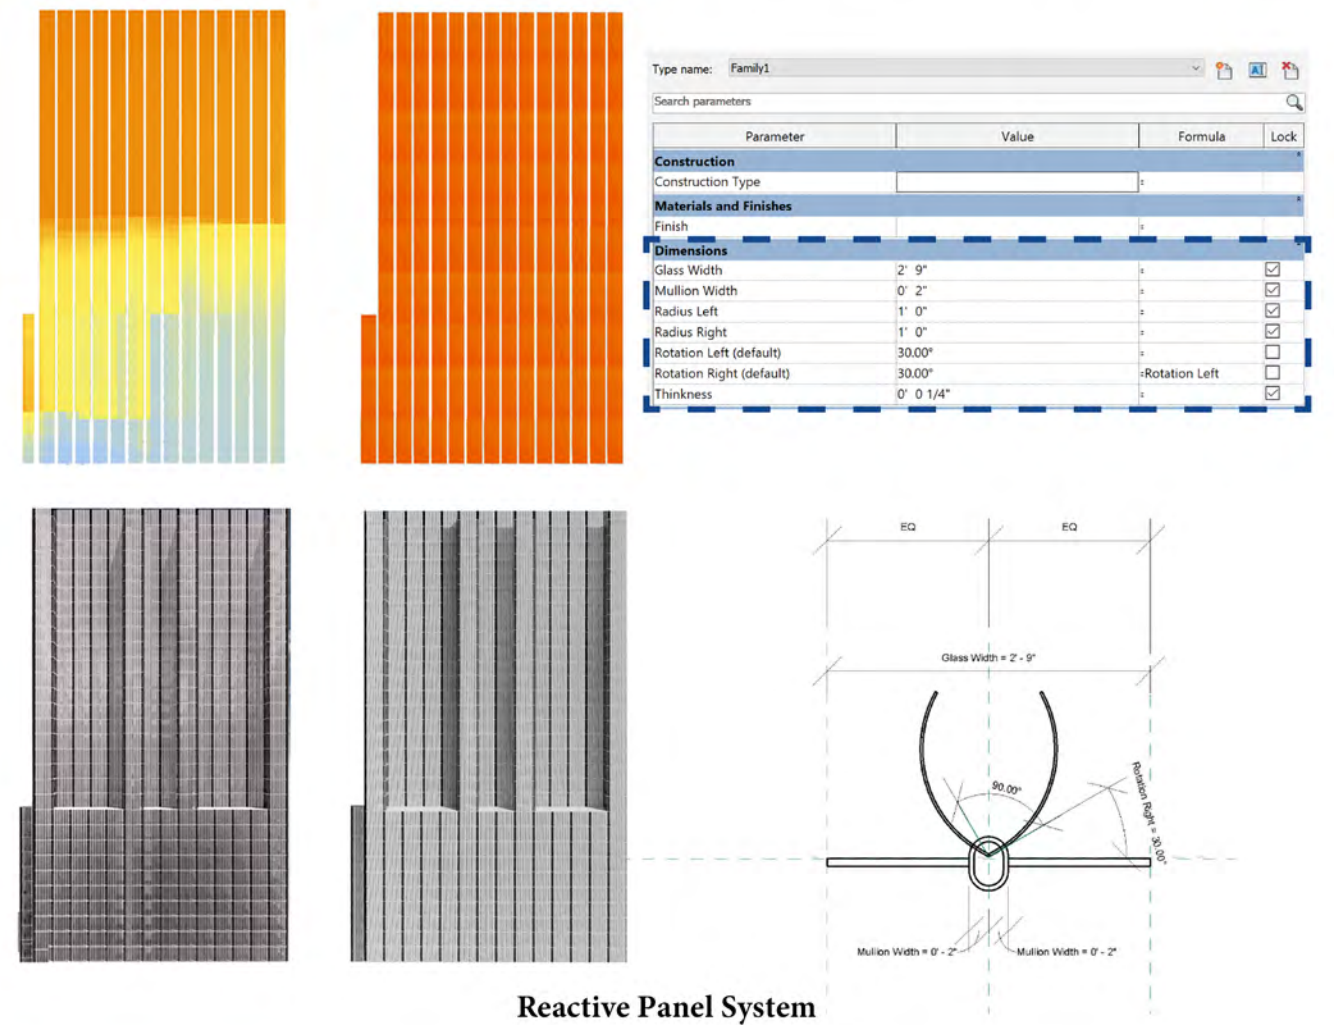 Type name: Family1
Search parameters
Parameter Value Formula Lock
Construction
Construction Type =
Materials and Finishes
Finish =
Dimensions
Glass Width 2' 9" =
Mullion Width 0' 2" =
Radius Left 1' 0" =
Radius Right 1' 0" =
Rotation Left (default) 30.00° =
Rotation Right (default) 30.00° =Rotation Left
Thinkness 0' 0 1/4" =
EQ EQ
Glass Width = 2' - 9"
90.00°
Rotation Right = 30.00°
Mullion Width = 0' - 2" Mullion Width = 0' - 2"
Reactive Panel System